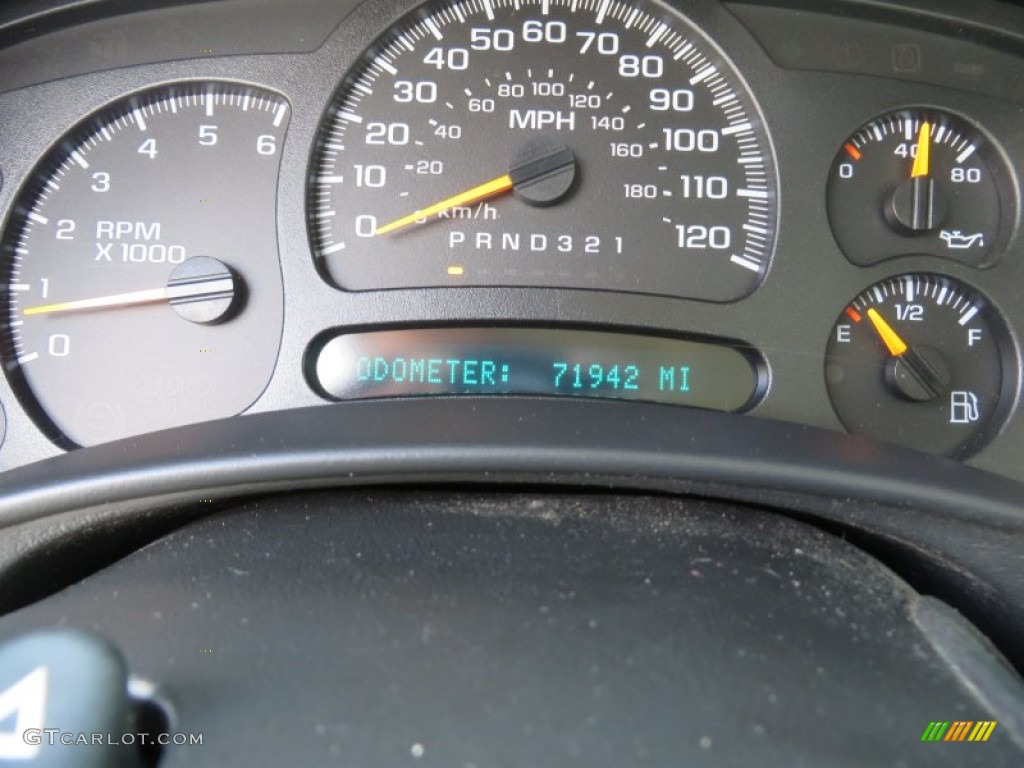 0 1 2 3 4 5 6
RPM
X 1000
0 10 20 30 40 50 60 70 80 90 100 110 120
MPH
20 40 60 80 100 120 140 160 180
km/h
P R N D 3 2 1
ODOMETER: 71942 MI
0 40 80
E 1/2 F
GTCARLOT.COM